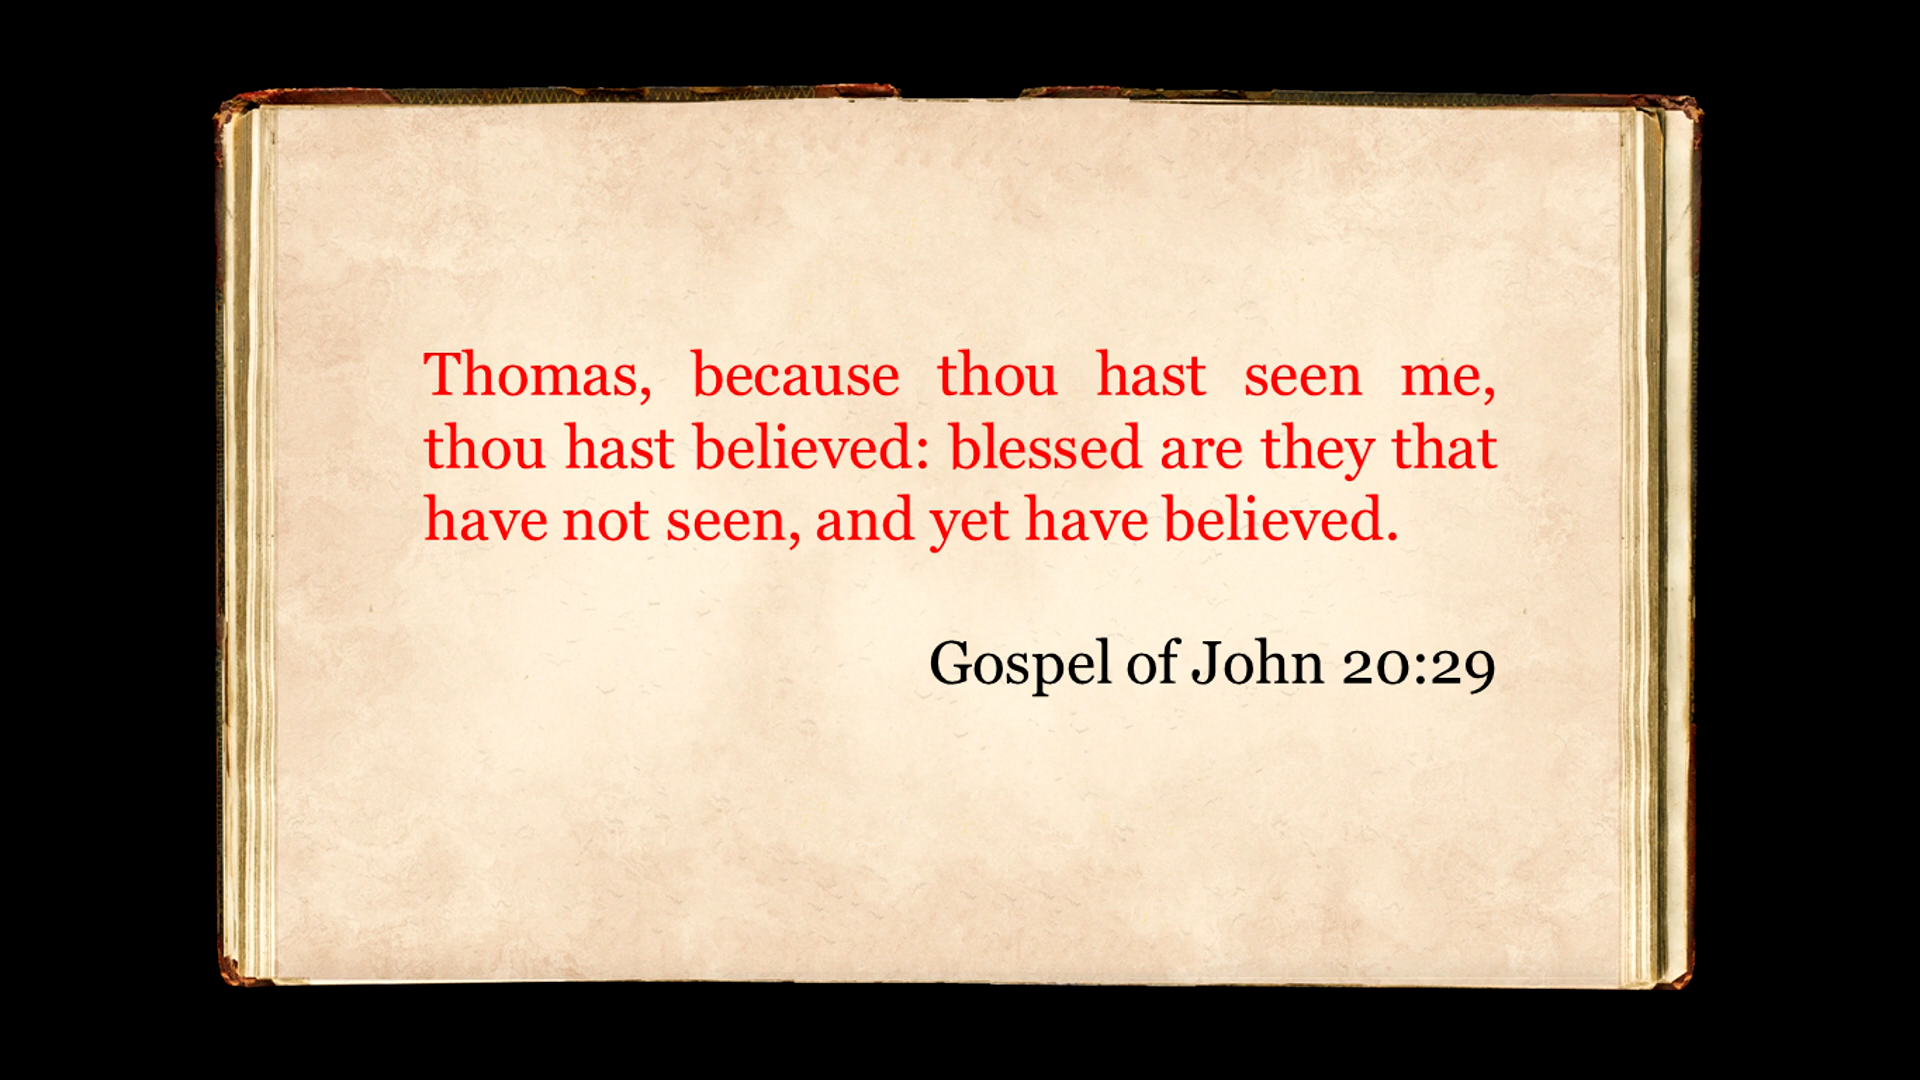 Thomas, because thou hast seen me,
thou hast believed: blessed are they that
have not seen, and yet have believed.
Gospel of John 20:29